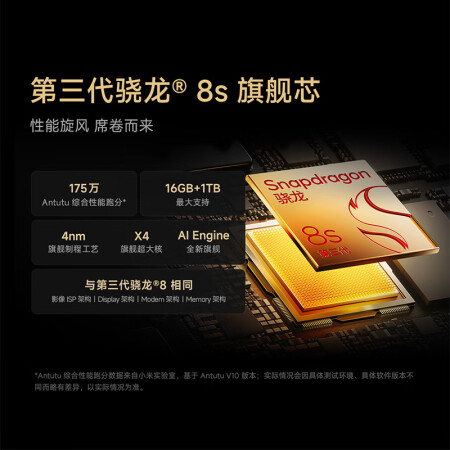 第三代骁龙® 8s 旗舰芯
性能旋风 席卷而来
175万
Antutu 综合性能跑分*
16GB+1TB
最大支持
4nm
旗舰制程工艺
X4
旗舰超大核
AI Engine
全新旗舰
与第三代骁龙®8 相同
影像 ISP 架构 | Display 架构 | Modem 架构 | Memory 架构
Snapdragon
骁龙
8s
第三代
*Antutu 综合性能跑分数据来自小米实验室，基于 Antutu V10 版本；实际情况会因具体测试环境、具体软件版本不
同而略有差异，以实际情况为准。